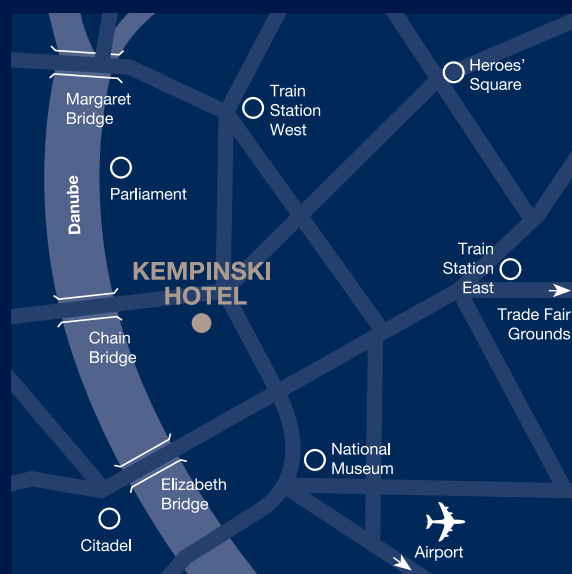 Heroes'
Square
Train
Station
West
Margaret
Bridge
Parliament
Danube
KEMPINSKI
HOTEL
Train
Station
East
Trade Fair
Grounds
Chain
Bridge
National
Museum
Elizabeth
Bridge
Citadel
Airport